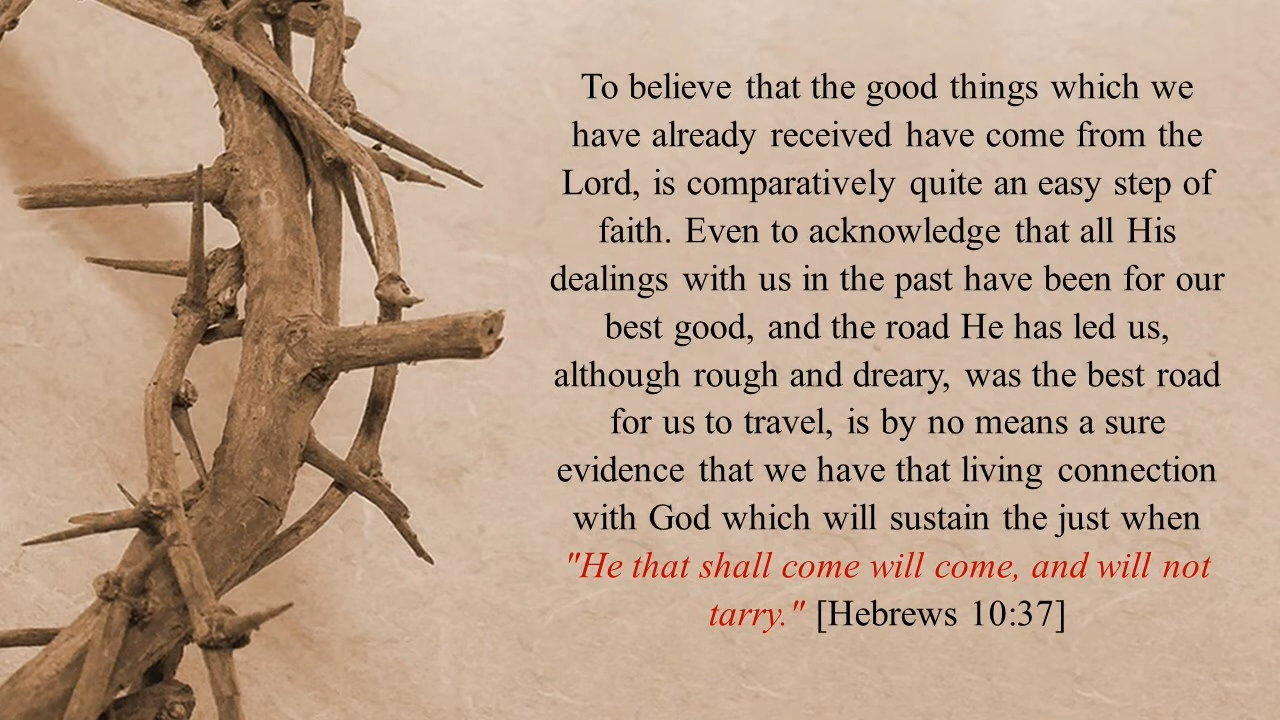 To believe that the good things which we
have already received have come from the
Lord, is comparatively quite an easy step of
faith. Even to acknowledge that all His
dealings with us in the past have been for our
best good, and the road He has led us,
although rough and dreary, was the best road
for us to travel, is by no means a sure
evidence that we have that living connection
with God which will sustain the just when
"He that shall come will come, and will not
tarry." [Hebrews 10:37]